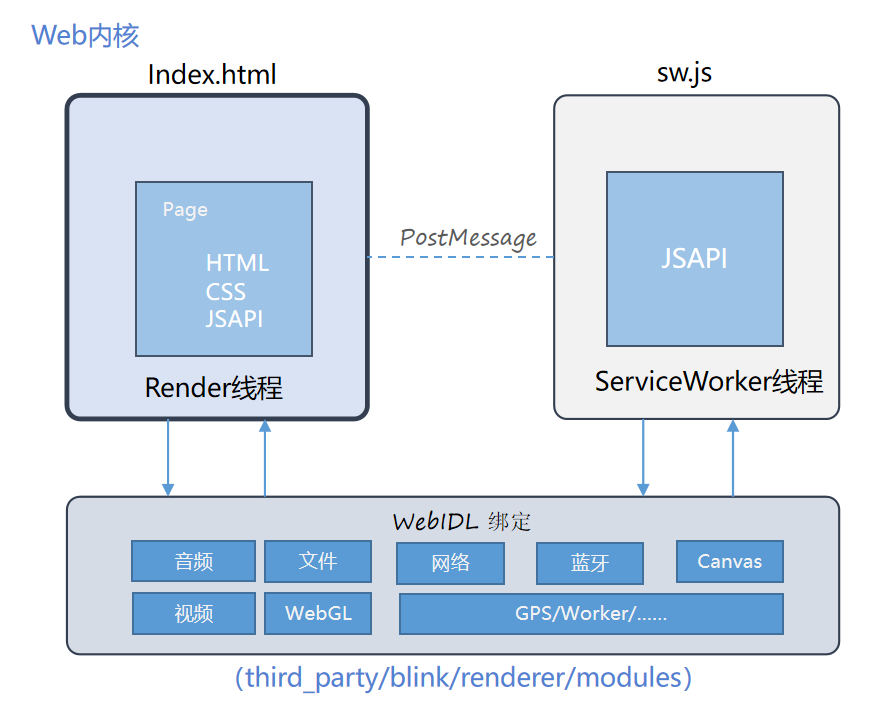 Web内核
Index.html
sw.js
Page
HTML
CSS
JSAPI
PostMessage
JSAPI
Render线程
ServiceWorker线程
WebIDL 绑定
音频
文件
网络
蓝牙
Canvas
视频
WebGL
GPS/Worker/......
（third_party/blink/renderer/modules）